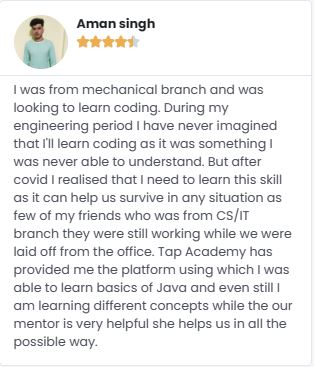 Aman singh
I was from mechanical branch and was
looking to learn coding. During my
engineering period I have never imagined
that I'll learn coding as it was something I
was never able to understand. But after
covid I realised that I need to learn this skill
as it can help us survive in any situation as
few of my friends who was from CS/IT
branch they were still working while we were
laid off from the office. Tap Academy has
provided me the platform using which I was
able to learn basics of Java and even still I
am learning different concepts while the our
mentor is very helpful she helps us in all the
possible way.